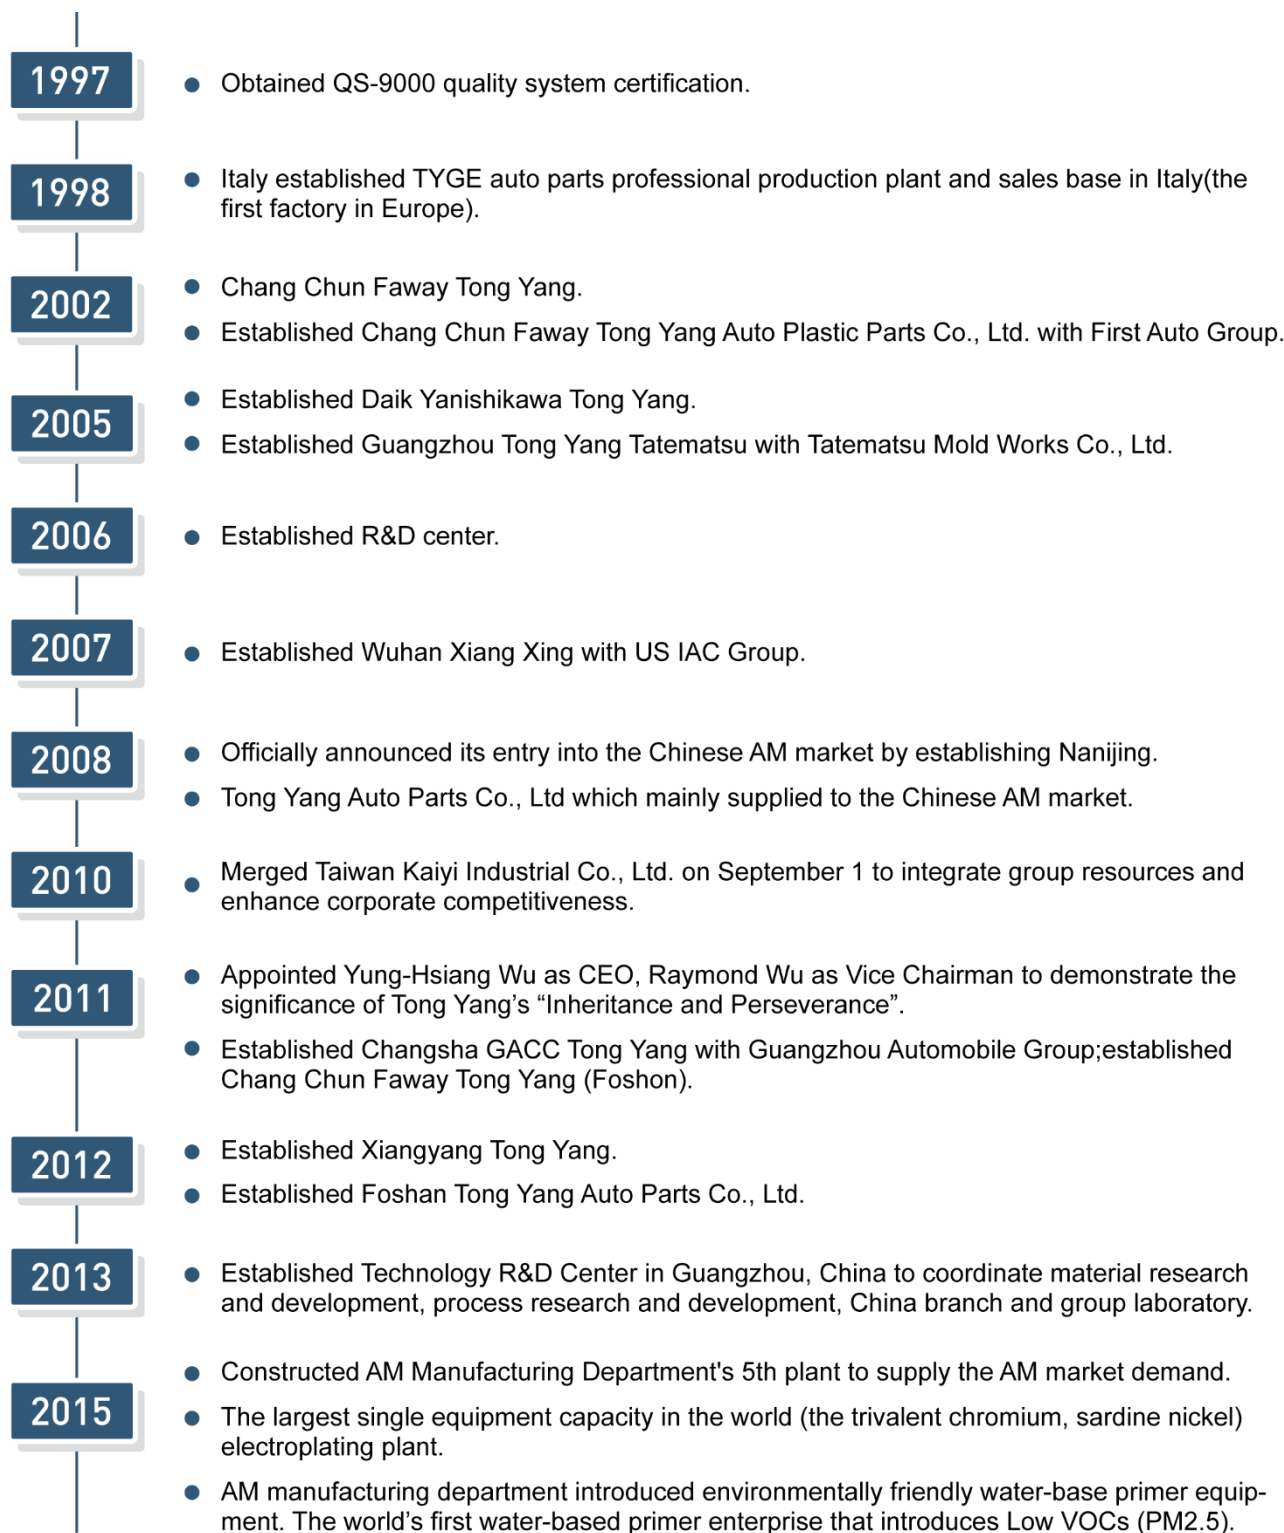 1997
Obtained QS-9000 quality system certification.
1998
Italy established TYGE auto parts professional production plant and sales base in Italy(the
first factory in Europe).
2002
Chang Chun Faway Tong Yang.
Established Chang Chun Faway Tong Yang Auto Plastic Parts Co., Ltd. with First Auto Group.
2005
Established Daik Yanishikawa Tong Yang.
Established Guangzhou Tong Yang Tatematsu with Tatematsu Mold Works Co., Ltd.
2006
Established R&D center.
2007
Established Wuhan Xiang Xing with US IAC Group.
2008
Officially announced its entry into the Chinese AM market by establishing Nanijing.
Tong Yang Auto Parts Co., Ltd which mainly supplied to the Chinese AM market.
2010
Merged Taiwan Kaiyi Industrial Co., Ltd. on September 1 to integrate group resources and
enhance corporate competitiveness.
2011
Appointed Yung-Hsiang Wu as CEO, Raymond Wu as Vice Chairman to demonstrate the
significance of Tong Yang’s “Inheritance and Perseverance”.
Established Changsha GACC Tong Yang with Guangzhou Automobile Group;established
Chang Chun Faway Tong Yang (Foshon).
2012
Established Xiangyang Tong Yang.
Established Foshan Tong Yang Auto Parts Co., Ltd.
2013
Established Technology R&D Center in Guangzhou, China to coordinate material research
and development, process research and development, China branch and group laboratory.
2015
Constructed AM Manufacturing Department's 5th plant to supply the AM market demand.
The largest single equipment capacity in the world (the trivalent chromium, sardine nickel)
electroplating plant.
AM manufacturing department introduced environmentally friendly water-base primer equip-
ment. The world’s first water-based primer enterprise that introduces Low VOCs (PM2.5).